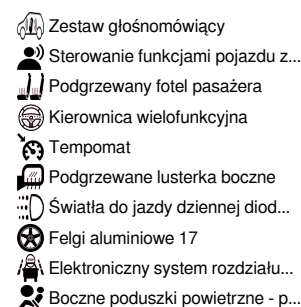 Zestaw głośnomówiący
Sterowanie funkcjami pojazdu z...
Podgrzewany fotel pasażera
Kierownica wielofunkcyjna
Tempomat
Podgrzewane lusterka boczne
Światła do jazdy dziennej diod...
Felgi aluminiowe 17
Elektroniczny system rozdziału...
Boczne poduszki powietrzne - p...